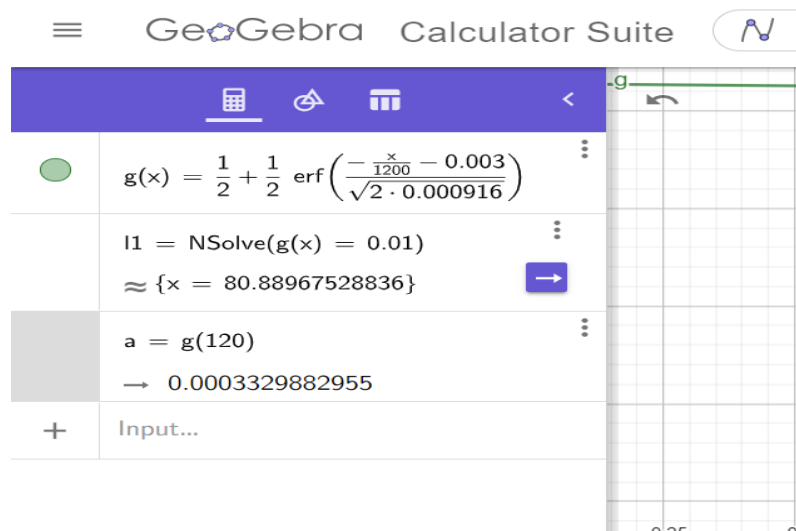 GeoGebra Calculator Suite
g
g(x) = 1/2 + 1/2 erf((− x/1200 − 0.003)/√(2 · 0.000916))
l1 = NSolve(g(x) = 0.01)
≈ {x = 80.88967528836}
a = g(120)
→ 0.0003329882955
+ Input...